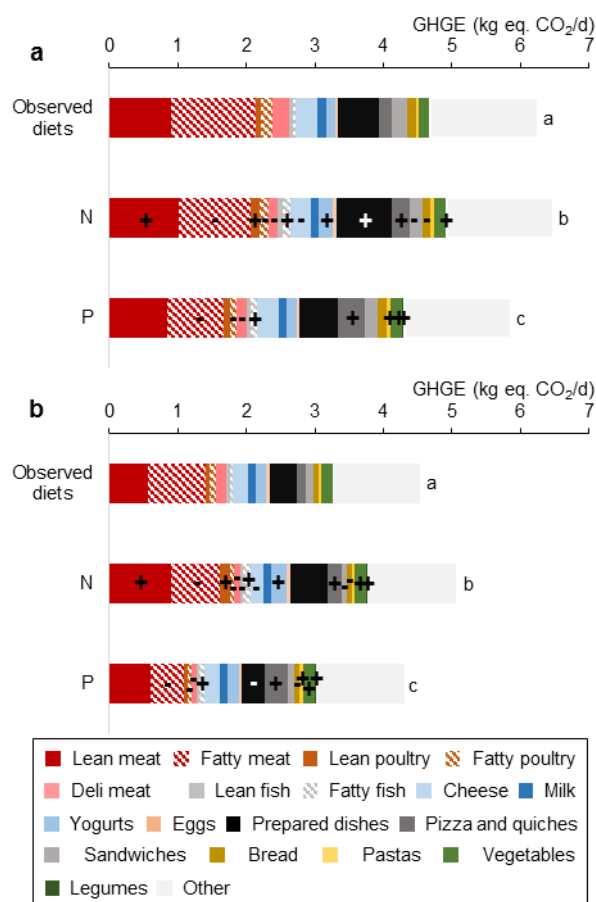 GHGE (kg eq. CO₂/d)
a
0 1 2 3 4 5 6 7
Observed
diets
a
N
b
P
c
GHGE (kg eq. CO₂/d)
b
0 1 2 3 4 5 6 7
Observed
diets
a
N
b
P
c
Lean meat Fatty meat Lean poultry Fatty poultry
Deli meat Lean fish Fatty fish Cheese Milk
Yogurts Eggs Prepared dishes Pizza and quiches
Sandwiches Bread Pastas Vegetables
Legumes Other